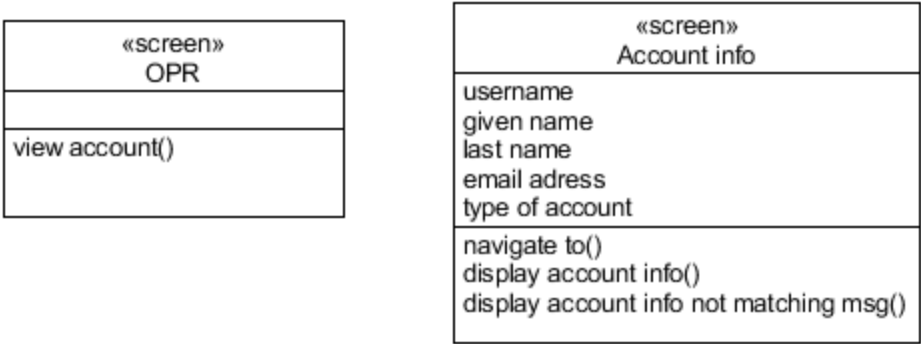 «screen»
OPR
view account()
«screen»
Account info
username
given name
last name
email adress
type of account
navigate to()
display account info()
display account info not matching msg()